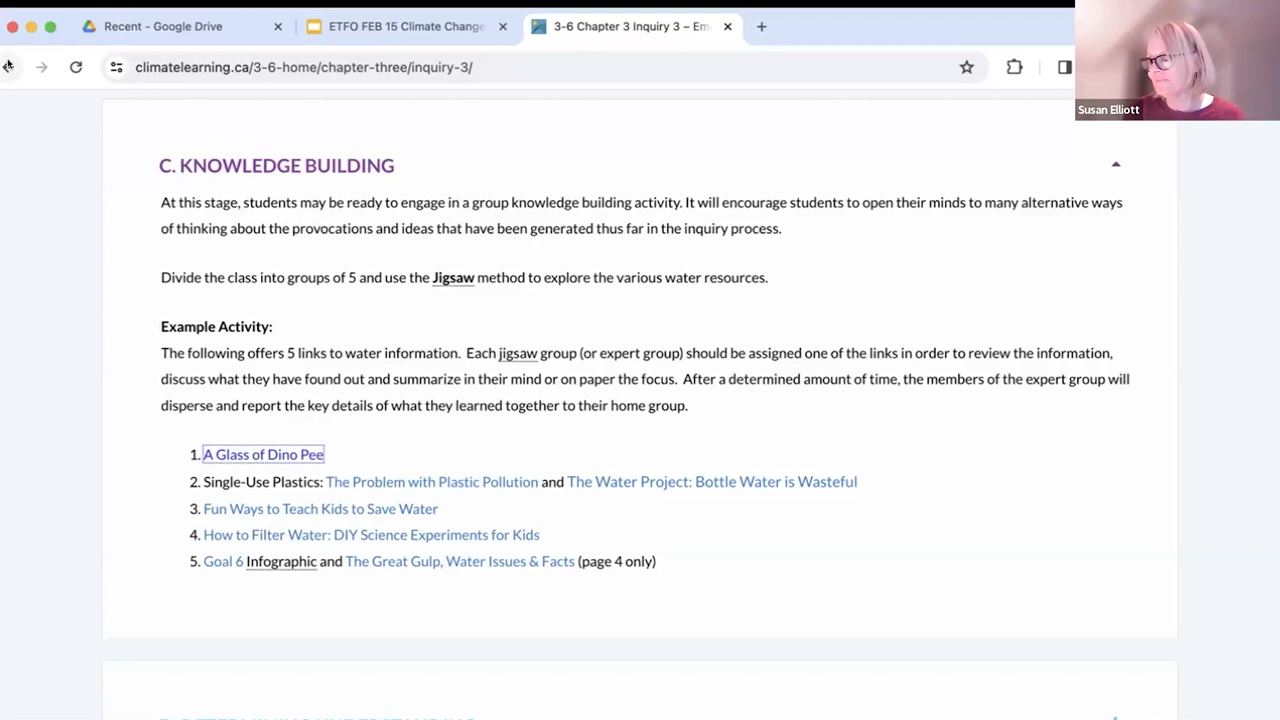 Recent - Google Drive
ETFO FEB 15 Climate Change
3-6 Chapter 3 Inquiry 3 – Em
climatelearning.ca/3-6-home/chapter-three/inquiry-3/
Susan Elliott
C. KNOWLEDGE BUILDING
At this stage, students may be ready to engage in a group knowledge building activity. It will encourage students to open their minds to many alternative ways
of thinking about the provocations and ideas that have been generated thus far in the inquiry process.
Divide the class into groups of 5 and use the Jigsaw method to explore the various water resources.
Example Activity:
The following offers 5 links to water information. Each jigsaw group (or expert group) should be assigned one of the links in order to review the information,
discuss what they have found out and summarize in their mind or on paper the focus. After a determined amount of time, the members of the expert group will
disperse and report the key details of what they learned together to their home group.
1. A Glass of Dino Pee
2. Single-Use Plastics: The Problem with Plastic Pollution and The Water Project: Bottle Water is Wasteful
3. Fun Ways to Teach Kids to Save Water
4. How to Filter Water: DIY Science Experiments for Kids
5. Goal 6 Infographic and The Great Gulp, Water Issues & Facts (page 4 only)